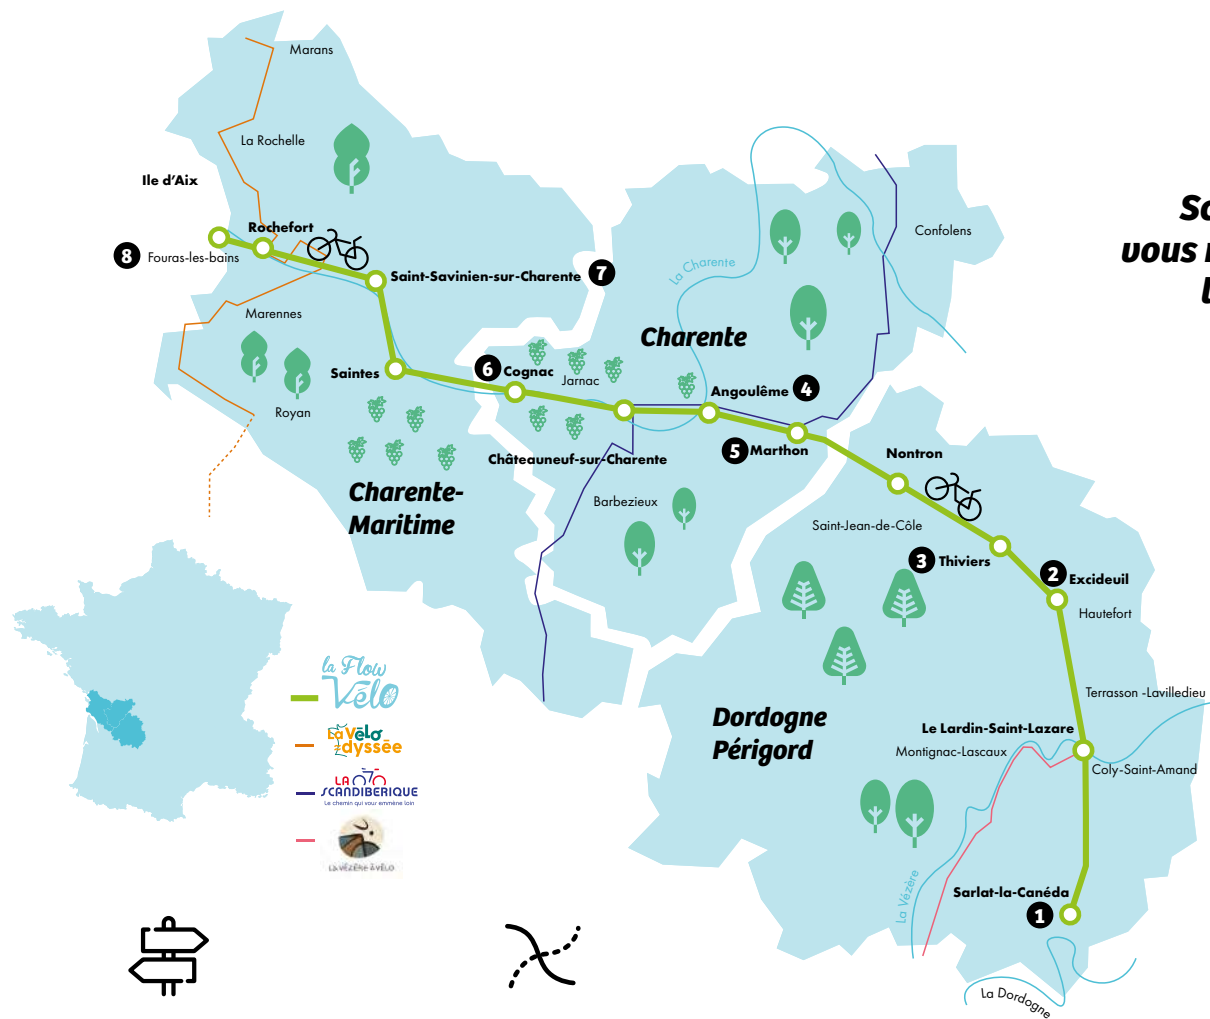 Marans
La Rochelle
Ile d'Aix
Rochefort
8
Fouras-les-bains
Saint-Savinien-sur-Charente
7
Marennes
Saintes
Royan
Charente-
Maritime
6
Cognac
Jarnac
Châteauneuf-sur-Charente
Barbezieux
La Charente
Charente
Confolens
Angoulême
4
5
Marthon
Nontron
Saint-Jean-de-Côle
3
Thiviers
2
Excideuil
Hautefort
Terrasson -Lavilledieu
Le Lardin-Saint-Lazare
Montignac-Lascaux
Coly-Saint-Amand
Dordogne
Périgord
La Vézère
Sarlat-la-Canéda
1
La Dordogne
la Flow
Vélo
La Vélo
dyssée
LA
SCANDIBERIQUE
Le chemin qui vous emmène loin
LA VÉZÈRE À VÉLO
vous